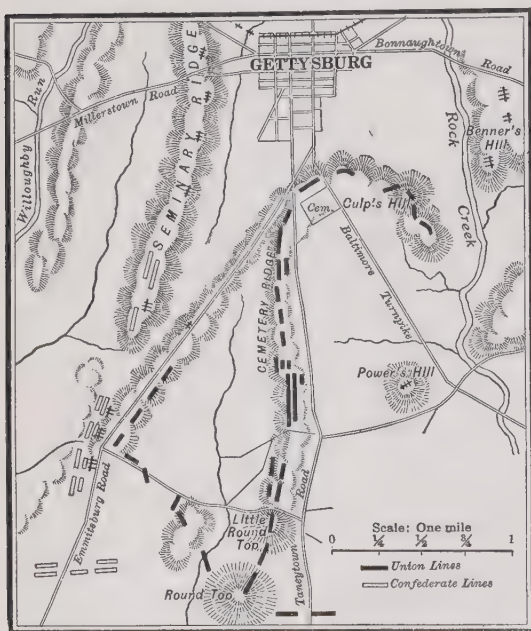 GETTYSBURG
Bonnaughtown Road
Millerstown Road
Willoughby Run
SEMINARY RIDGE
Rock Creek
Benner's Hill
Culp's Hill
Cem.
Baltimore Turnpike
CEMETERY RIDGE
Power's Hill
Emmitsburg Road
Taneytown Road
Little
Round
Top
Round Top
Scale: One mile
0 ¼ ½ ¾ 1
Union Lines
Confederate Lines